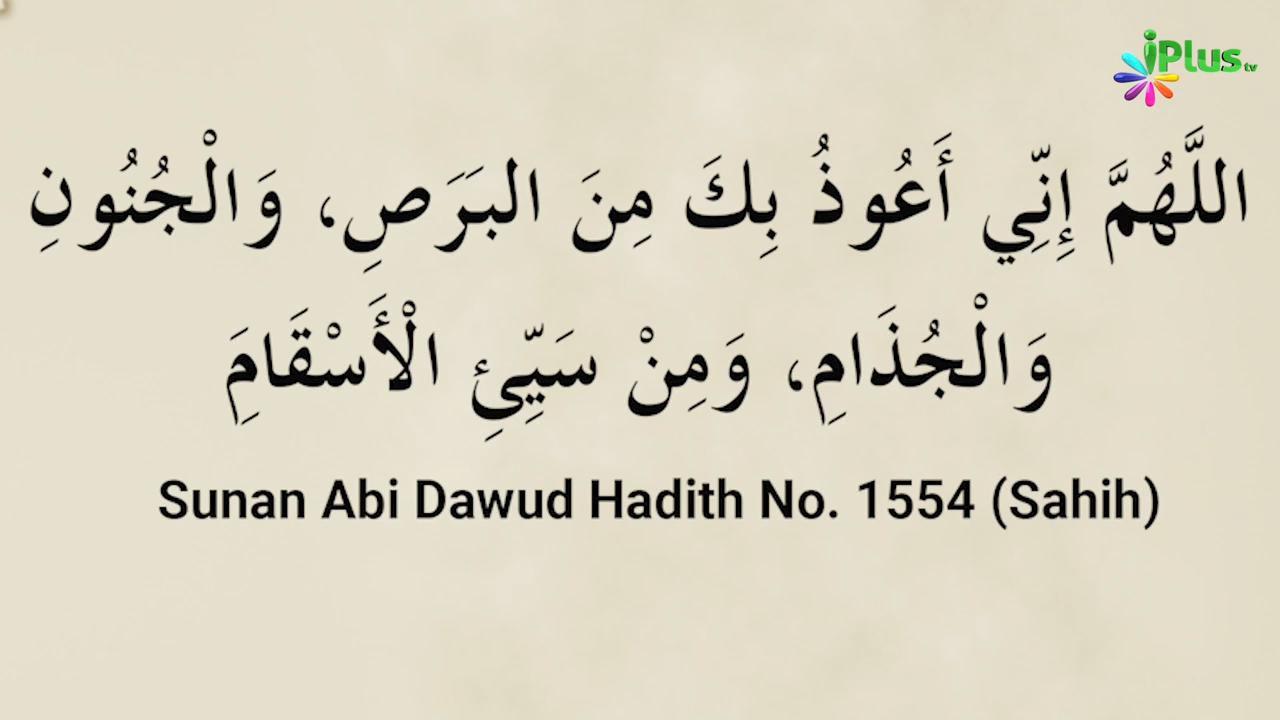 iPlus tv
اللَّهُمَّ إِنِّي أَعُوذُ بِكَ مِنَ البَرَصِ، وَالْجُنُونِ
وَالْجُذَامِ، وَمِنْ سَيِّئِ الْأَسْقَامَِ
Sunan Abi Dawud Hadith No. 1554 (Sahih)